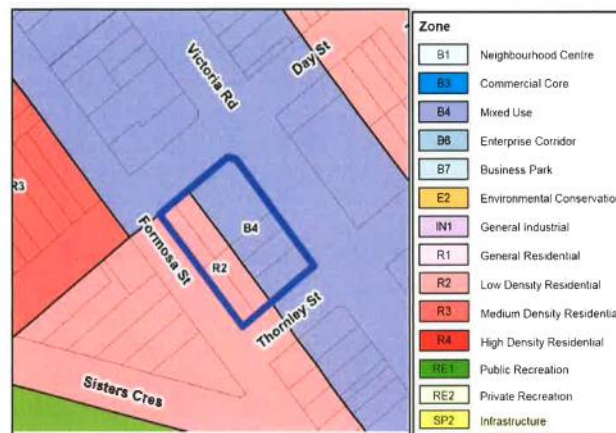 Victoria Rd
Day St
R3
Formosa St
B4
R2
Thornley St
Sisters Cres
Zone
B1 Neighbourhood Centre
B3 Commercial Core
B4 Mixed Use
B6 Enterprise Corridor
B7 Business Park
E2 Environmental Conservation
IN1 General Industrial
R1 General Residential
R2 Low Density Residential
R3 Medium Density Residential
R4 High Density Residential
RE1 Public Recreation
RE2 Private Recreation
SP2 Infrastructure